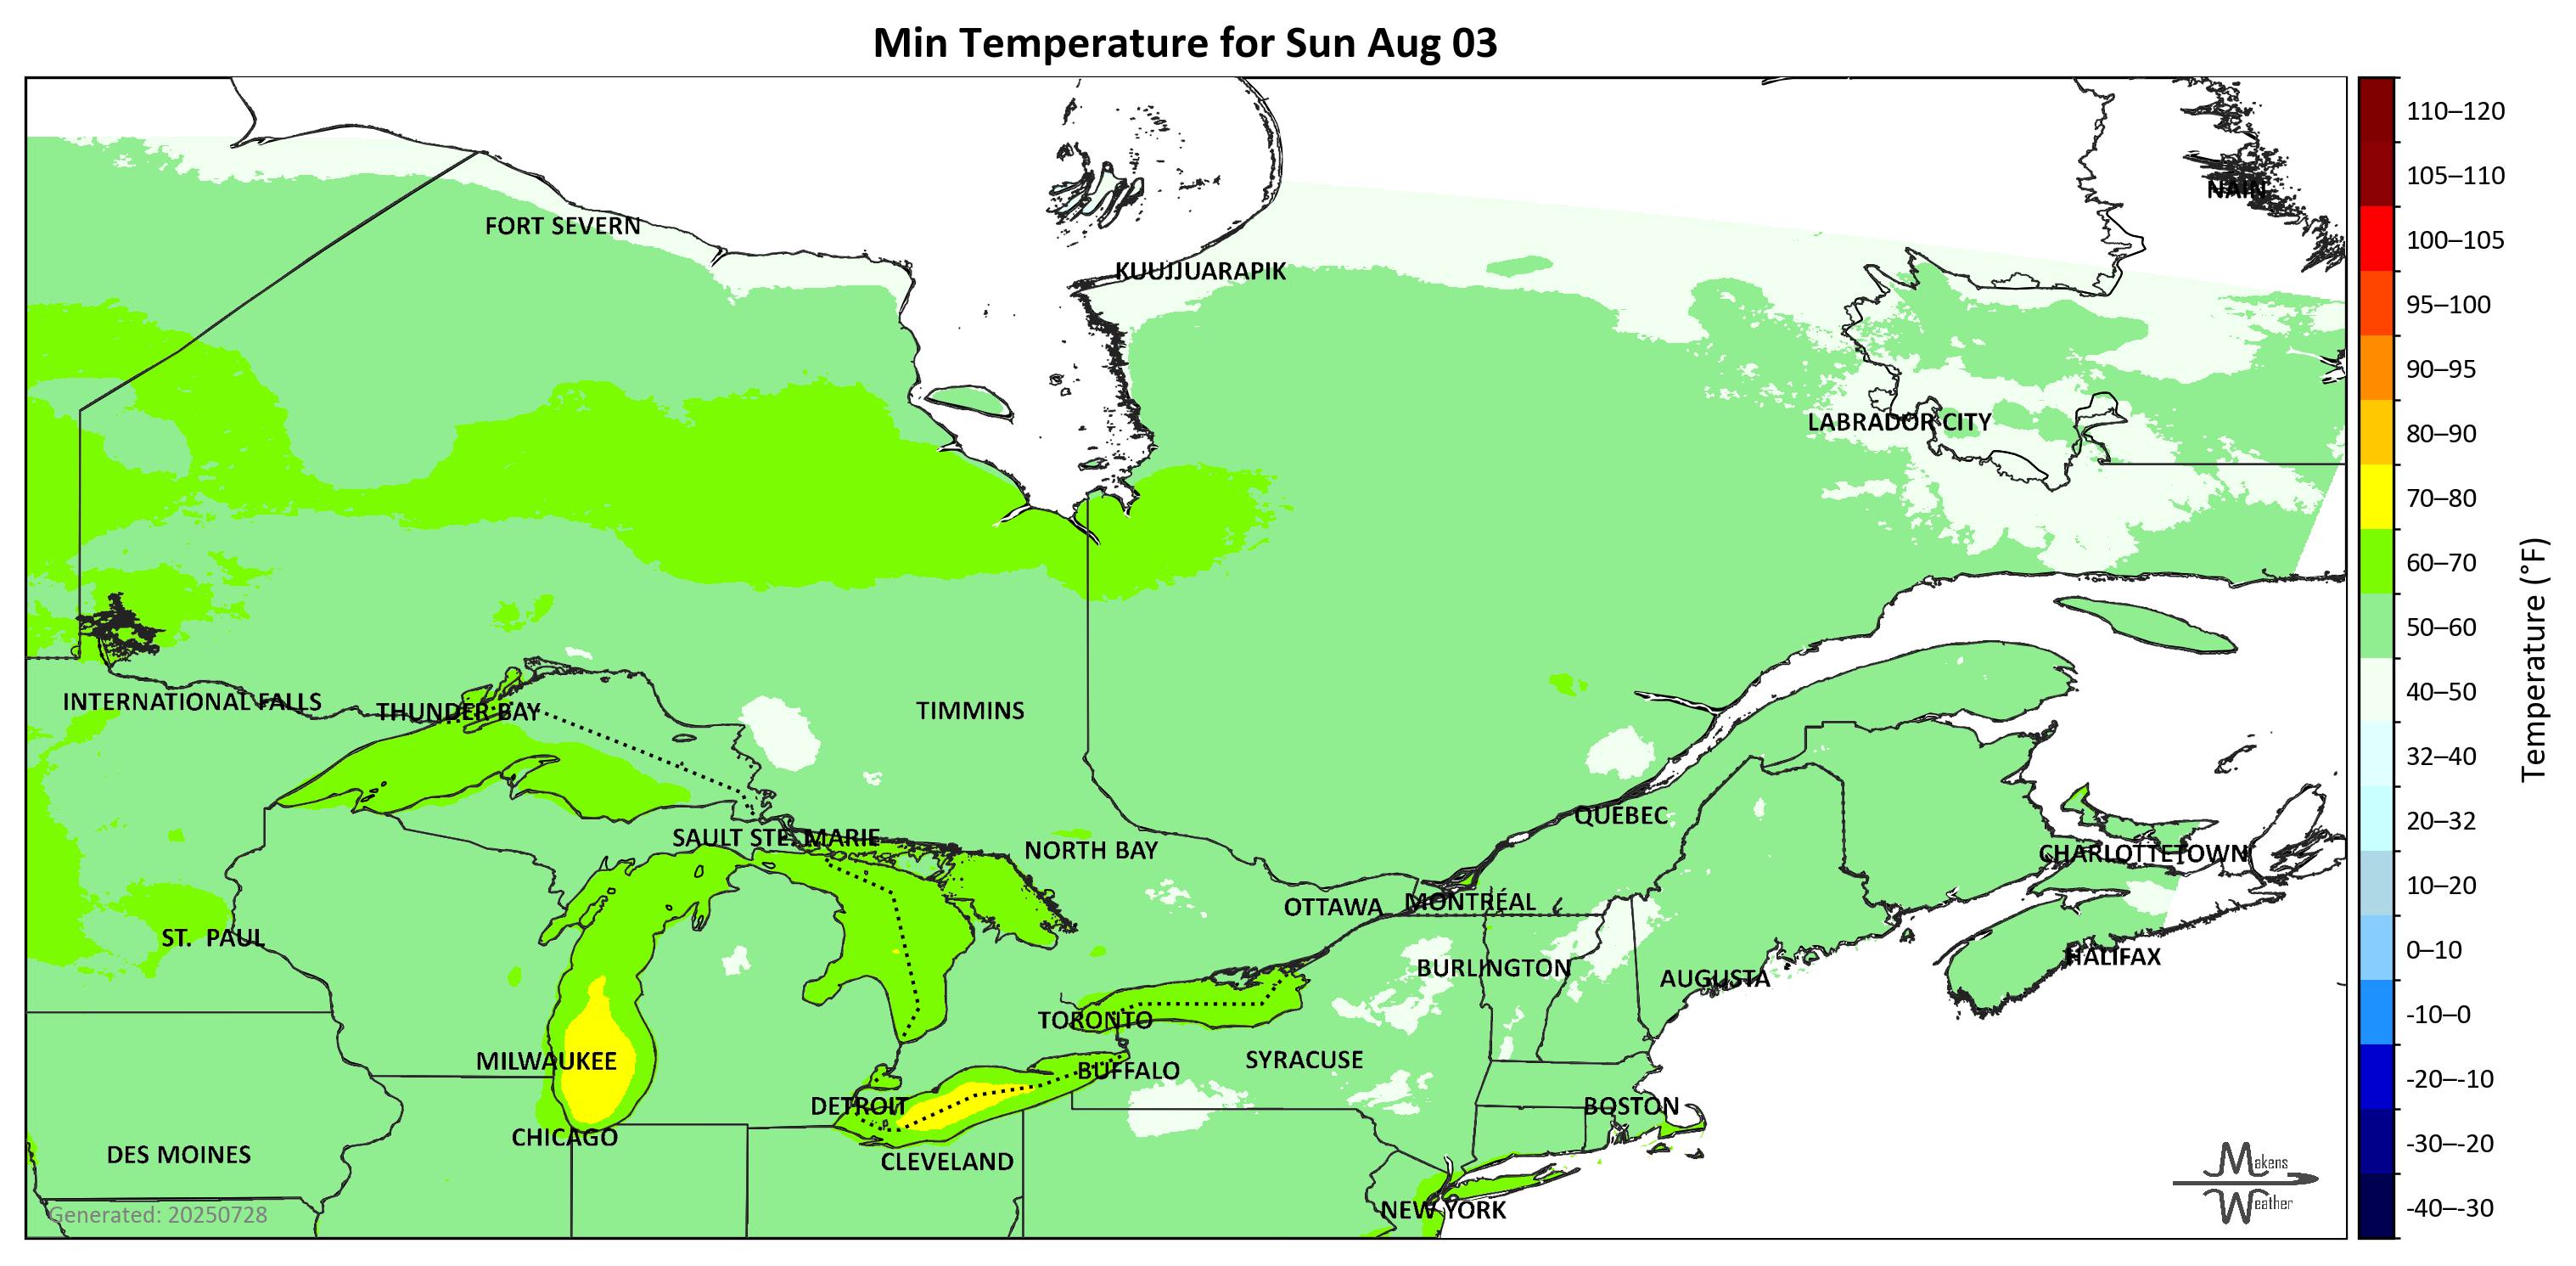 Min Temperature for Sun Aug 03
NAIN
FORT SEVERN
KUUJJUARAPIK
LABRADOR CITY
INTERNATIONAL FALLS
THUNDER BAY
TIMMINS
QUÉBEC
SAULT STE. MARIE
NORTH BAY
CHARLOTTETOWN
OTTAWA
MONTRÉAL
ST. PAUL
HALIFAX
BURLINGTON
AUGUSTA
TORONTO
MILWAUKEE
SYRACUSE
BUFFALO
DETROIT
BOSTON
CHICAGO
DES MOINES
CLEVELAND
NEW YORK
Generated: 20250728
Makens
Weather
110–120
105–110
100–105
95–100
90–95
80–90
70–80
60–70
50–60
40–50
32–40
20–32
10–20
0–10
-10–0
-20–-10
-30–-20
-40–-30
Temperature (°F)